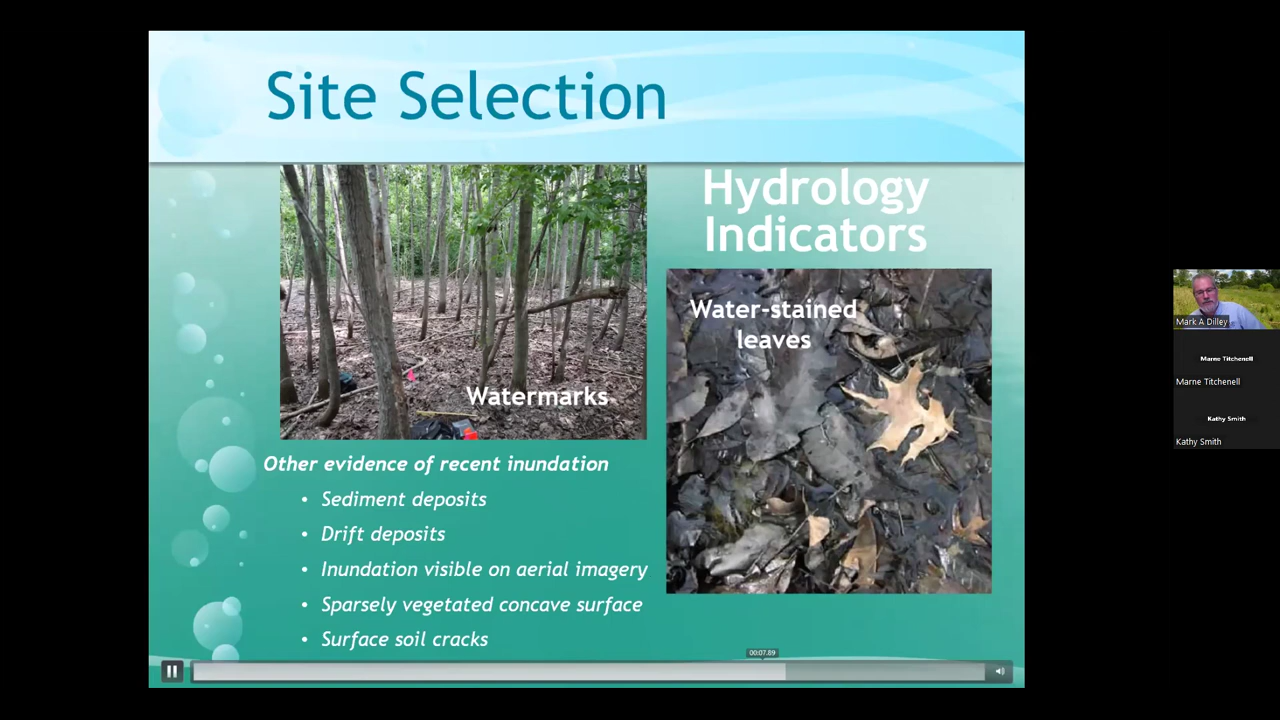 Site Selection
Hydrology
Indicators
Watermarks
Water-stained
leaves
Other evidence of recent inundation
• Sediment deposits
• Drift deposits
• Inundation visible on aerial imagery
• Sparsely vegetated concave surface
• Surface soil cracks
00:07.89
Mark A Dilley
Marne Titchenell
Marne Titchenell
Kathy Smith
Kathy Smith